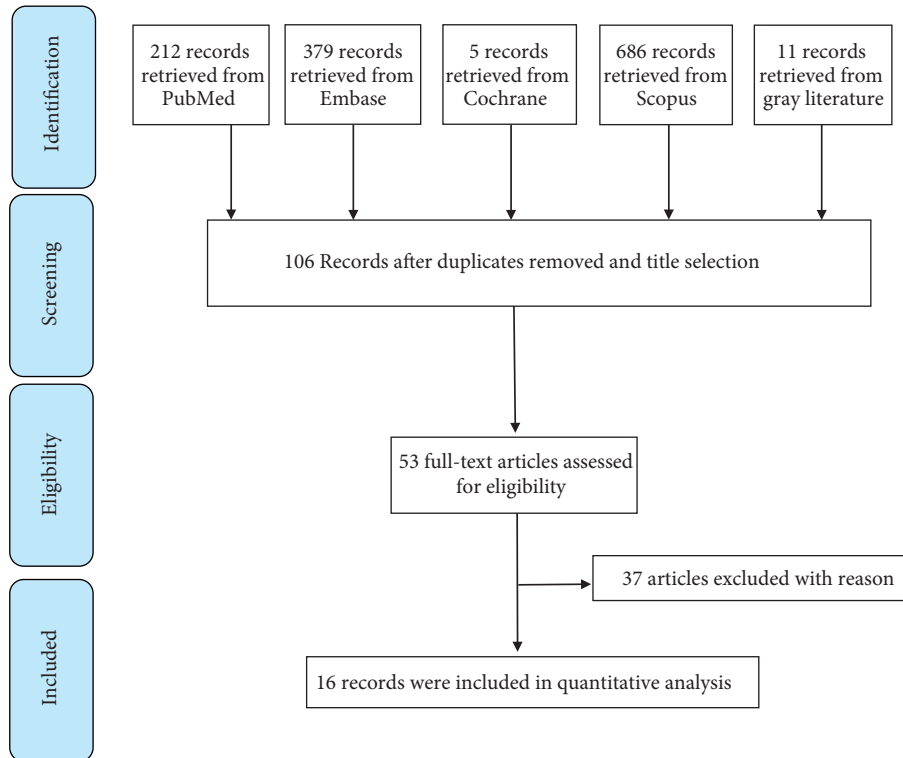 Identification
212 records
retrieved from
PubMed
379 records
retrieved from
Embase
5 records
retrieved from
Cochrane
686 records
retrieved from
Scopus
11 records
retrieved from
gray literature
Screening
106 Records after duplicates removed and title selection
Eligibility
53 full-text articles assessed
for eligibility
37 articles excluded with reason
Included
16 records were included in quantitative analysis